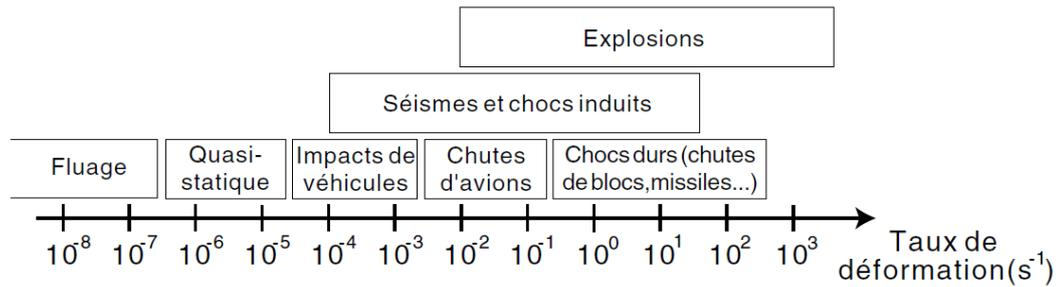 Explosions
Séismes et chocs induits
Fluage
Quasi-
statique
Impacts de
véhicules
Chutes
d'avions
Chocs durs (chutes
de blocs, missiles...)
10⁻⁸ 10⁻⁷ 10⁻⁶ 10⁻⁵ 10⁻⁴ 10⁻³ 10⁻² 10⁻¹ 10⁰ 10¹ 10² 10³
Taux de
déformation(s⁻¹)